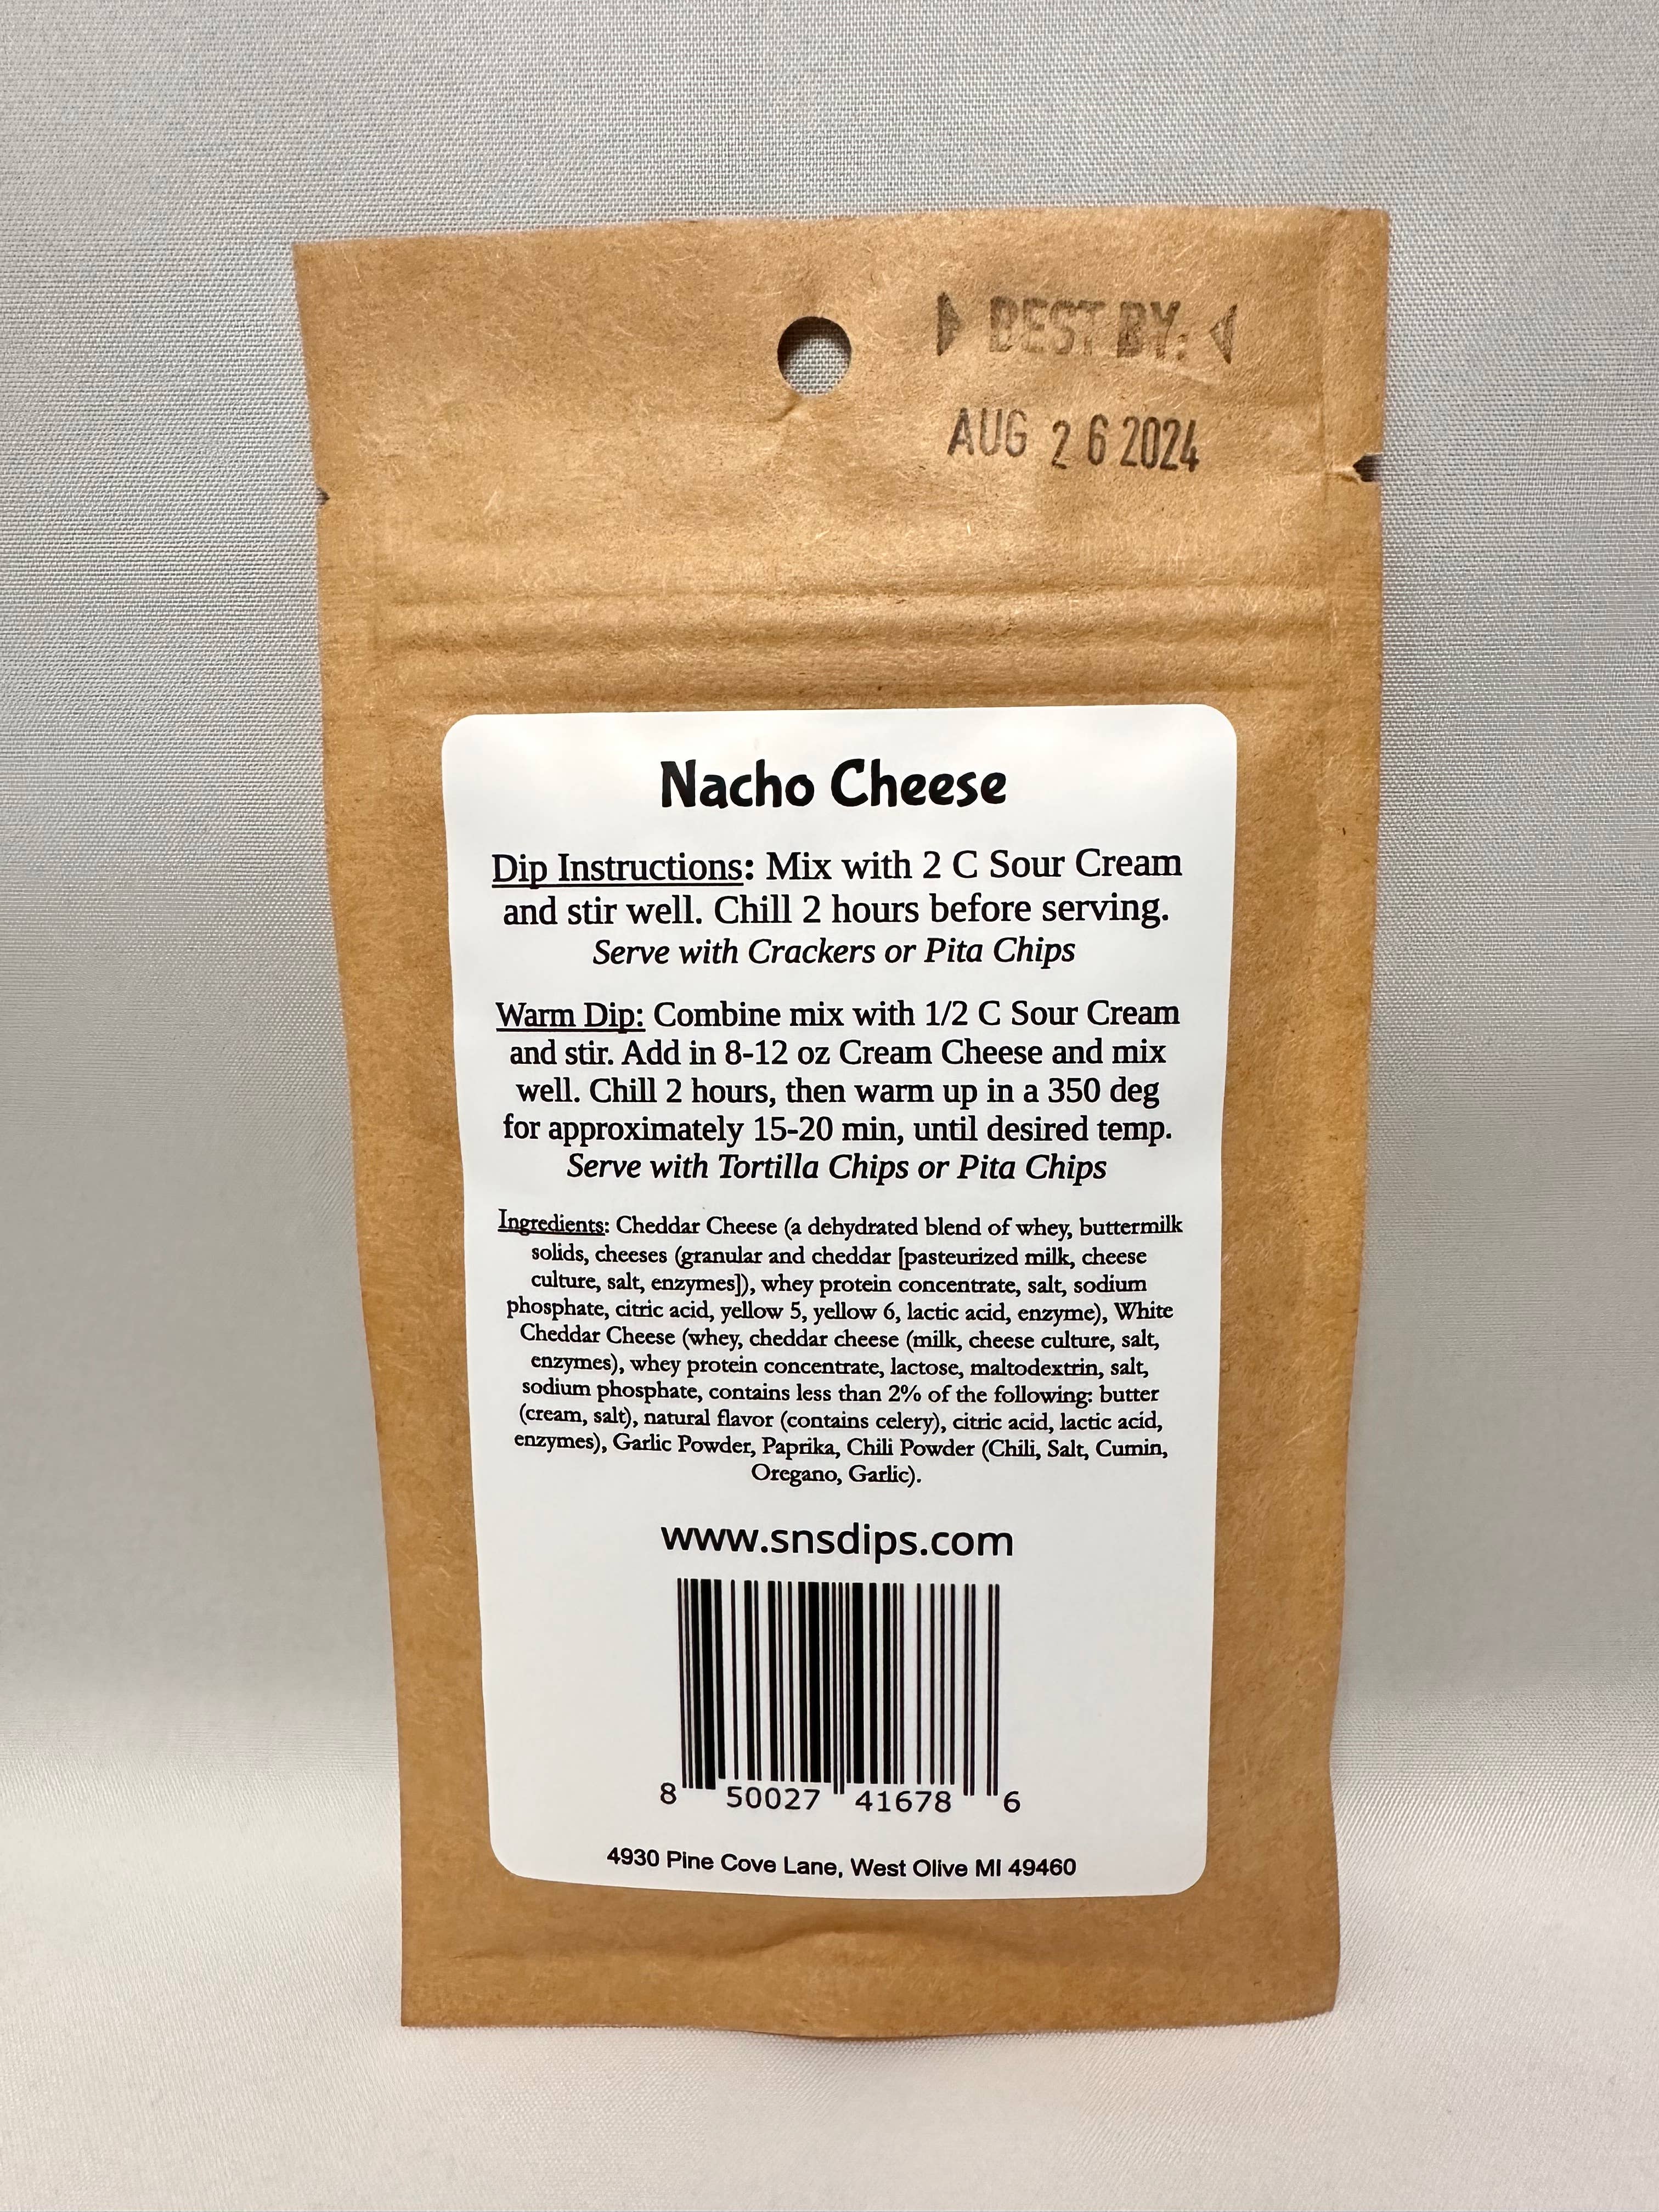 BEST BY:
AUG 26 2024
Nacho Cheese
Dip Instructions: Mix with 2 C Sour Cream
and stir well. Chill 2 hours before serving.
Serve with Crackers or Pita Chips
Warm Dip: Combine mix with 1/2 C Sour Cream
and stir. Add in 8-12 oz Cream Cheese and mix
well. Chill 2 hours, then warm up in a 350 deg
for approximately 15-20 min, until desired temp.
Serve with Tortilla Chips or Pita Chips
Ingredients: Cheddar Cheese (a dehydrated blend of whey, buttermilk
solids, cheeses (granular and cheddar [pasteurized milk, cheese
culture, salt, enzymes]), whey protein concentrate, salt, sodium
phosphate, citric acid, yellow 5, yellow 6, lactic acid, enzyme), White
Cheddar Cheese (whey, cheddar cheese (milk, cheese culture, salt,
enzymes), whey protein concentrate, lactose, maltodextrin, salt,
sodium phosphate, contains less than 2% of the following: butter
(cream, salt), natural flavor (contains celery), citric acid, lactic acid,
enzymes), Garlic Powder, Paprika, Chili Powder (Chili, Salt, Cumin,
Oregano, Garlic).
www.snsdips.com
8 50027 41678 6
4930 Pine Cove Lane, West Olive MI 49460